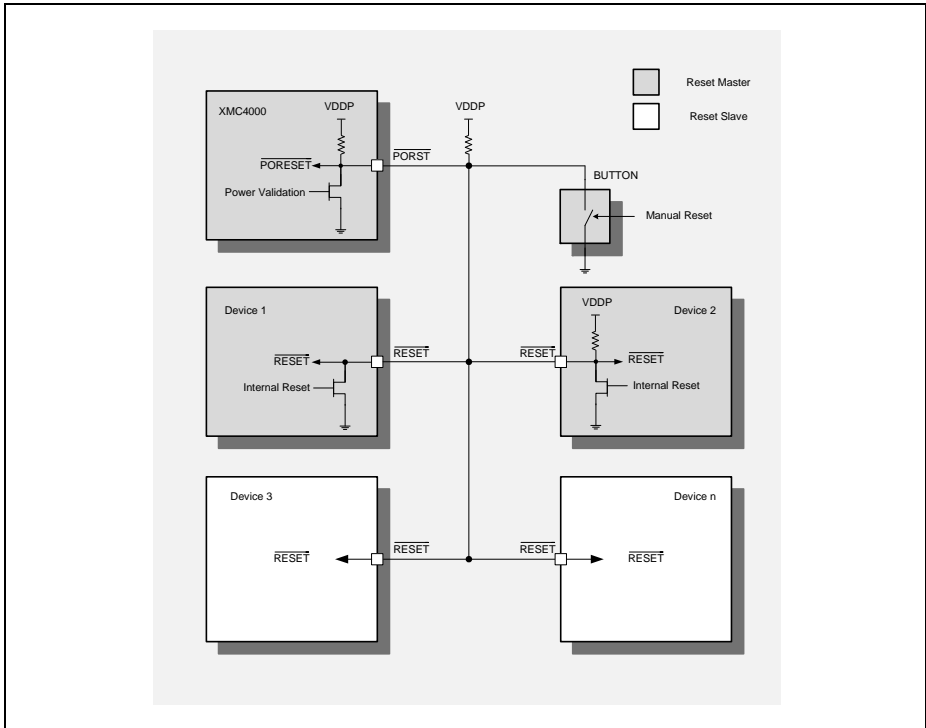 Reset Master
Reset Slave
XMC4000
VDDP
VDDP
PORESET
PORST
Power Validation
BUTTON
Manual Reset
Device 1
RESET
RESET
Internal Reset
VDDP
Device 2
RESET
RESET
Internal Reset
Device 3
RESET
RESET
Device n
RESET
RESET